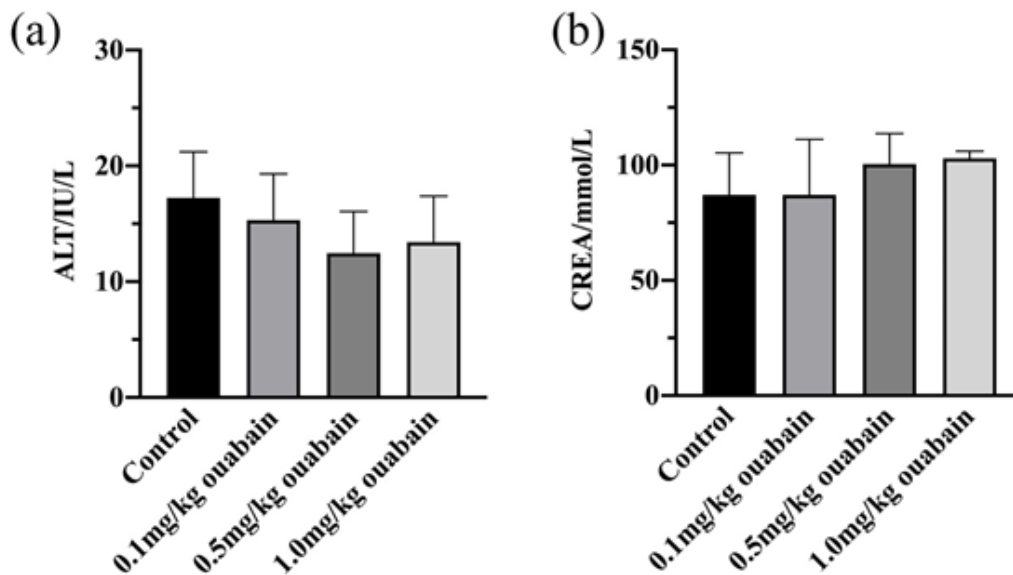 (a)
30
20
10
0
ALT/IU/L
Control
0.1mg/kg ouabain
0.5mg/kg ouabain
1.0mg/kg ouabain
(b)
150
100
50
0
CREA/mmol/L
Control
0.1mg/kg ouabain
0.5mg/kg ouabain
1.0mg/kg ouabain